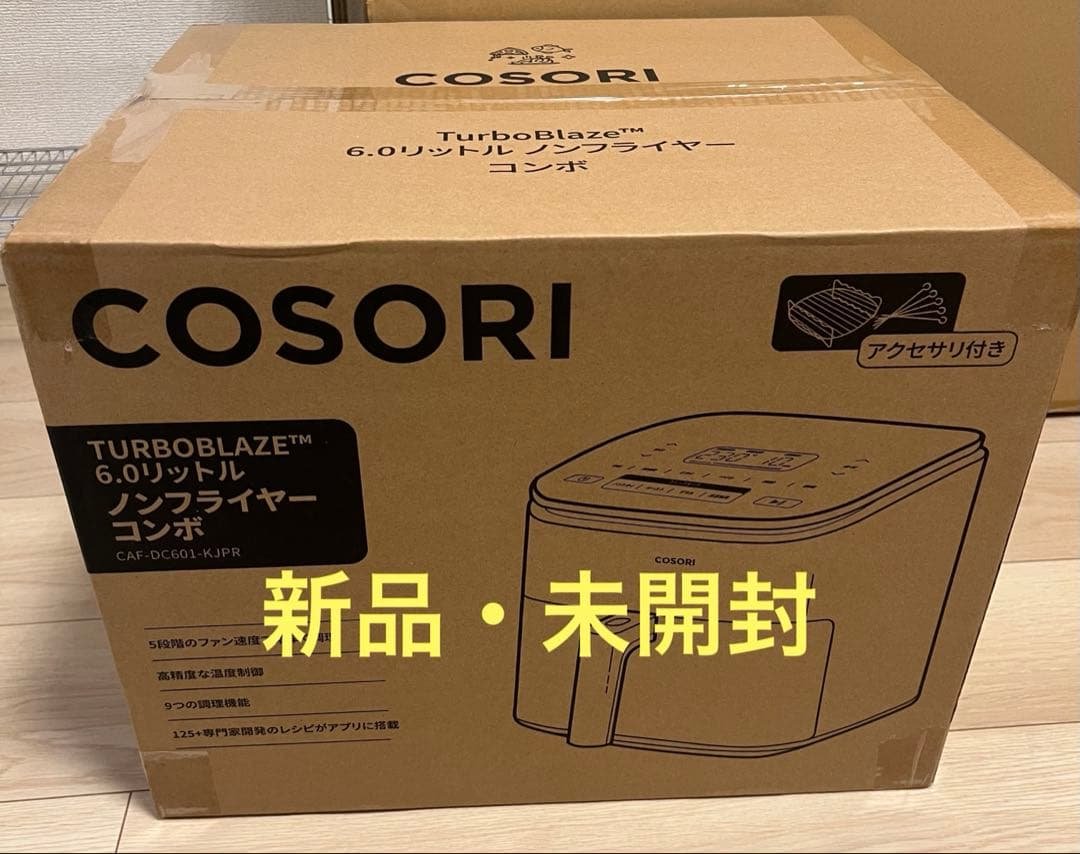 COSORI
TurboBlaze™
6.0リットル ノンフライヤー
コンボ
COSORI
アクセサリ付き
TURBOBLAZE™
6.0リットル
ノンフライヤー
コンボ
CAF-DC601-KJPR
COSORI
新品・未開封
5段階のファン速度
高精度な温度制御
9つの調理機能
125+専門家開発のレシピがアプリに搭載